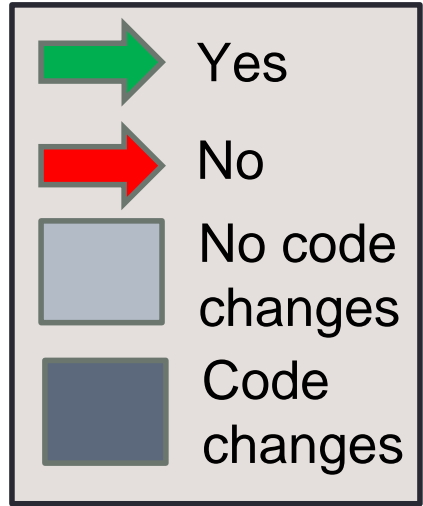 Yes
No
No code
changes
Code
changes